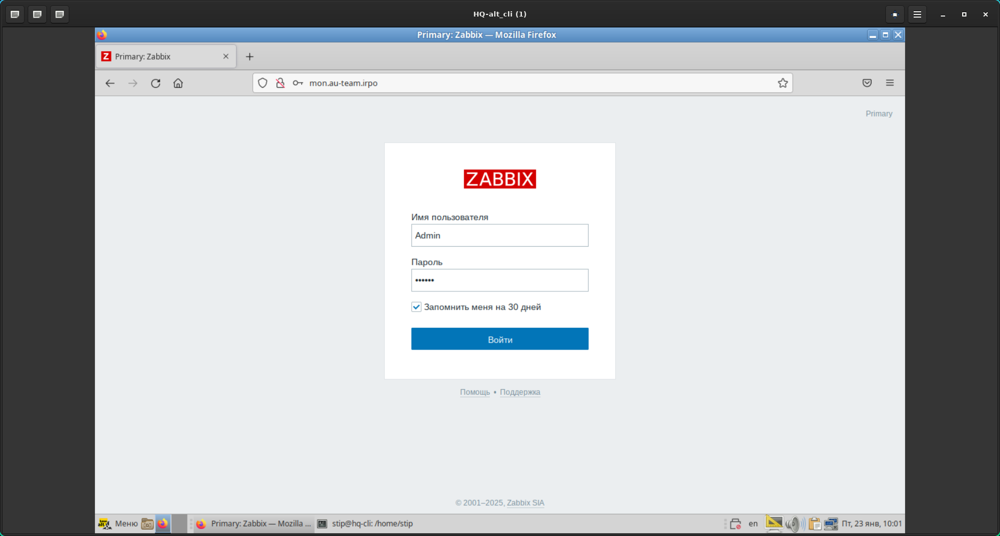 HQ-alt_cli (1)
Primary: Zabbix — Mozilla Firefox
Z Primary: Zabbix
mon.au-team.irpo
Primary
ZABBIX
Имя пользователя
Admin
Пароль
••••••
Запомнить меня на 30 дней
Войти
Помощь • Поддержка
© 2001–2025, Zabbix SIA
Меню Primary: Zabbix — Mozilla ... stip@hq-cli: /home/stip en Пт, 23 янв, 10:01